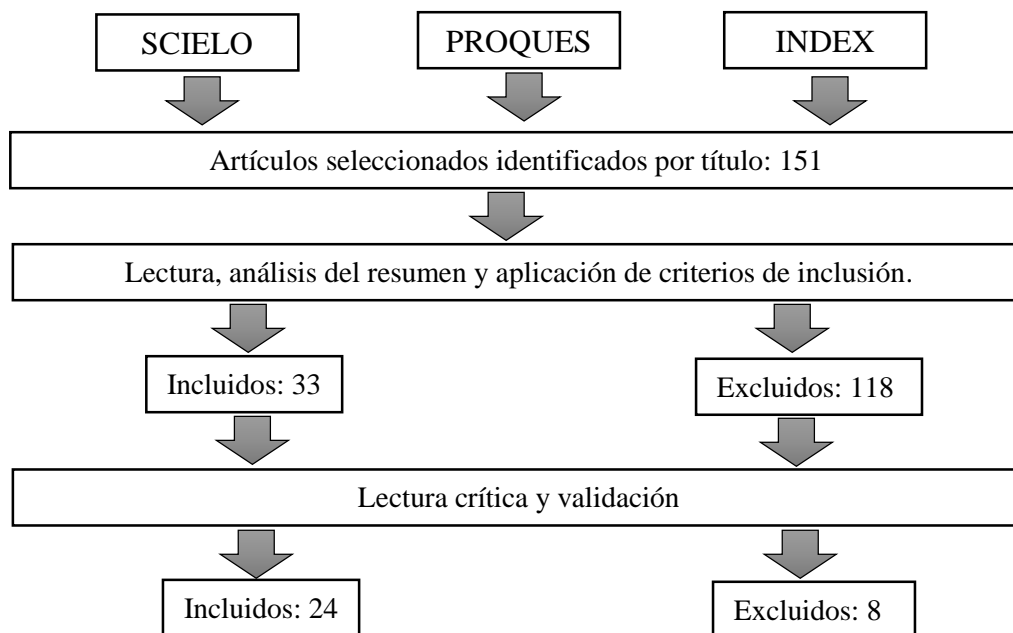 SCIELO
PROQUES
INDEX
Artículos seleccionados identificados por título: 151
Lectura, análisis del resumen y aplicación de criterios de inclusión.
Incluidos: 33
Excluidos: 118
Lectura crítica y validación
Incluidos: 24
Excluidos: 8